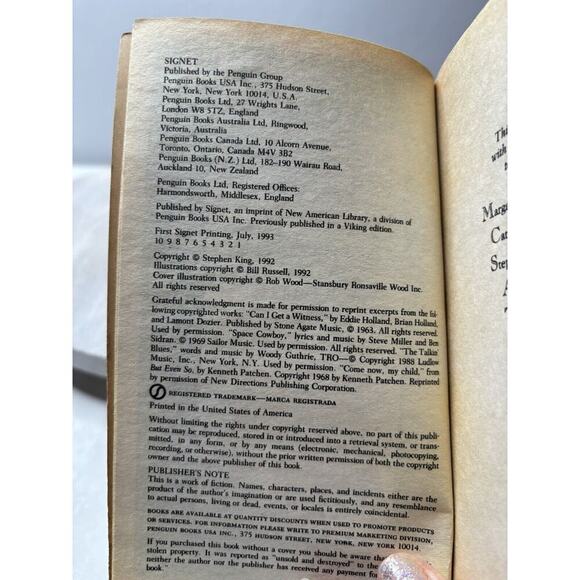 SIGNET
Published by the Penguin Group
Penguin Books USA Inc., 375 Hudson Street,
New York, New York 10014, U.S.A.
Penguin Books Ltd, 27 Wrights Lane,
London W8 5TZ, England
Penguin Books Australia Ltd, Ringwood,
Victoria, Australia
Penguin Books Canada Ltd, 10 Alcorn Avenue,
Toronto, Ontario, Canada M4V 3B2
Penguin Books (N.Z.) Ltd, 182–190 Wairau Road,
Auckland 10, New Zealand
Penguin Books Ltd, Registered Offices:
Harmondsworth, Middlesex, England
Published by Signet, an imprint of New American Library, a division of
Penguin Books USA Inc. Previously published in a Viking edition.
First Signet Printing, July, 1993
10 9 8 7 6 5 4 3 2 1
Copyright © Stephen King, 1992
Illustrations copyright © Bill Russell, 1992
Cover illustration copyright © Rob Wood—Stansbury Ronsaville Wood Inc.
All rights reserved
Grateful acknowledgment is made for permission to reprint excerpts from the fol-
lowing copyrighted works: "Can I Get a Witness," by Eddie Holland, Brian Holland,
and Lamont Dozier. Published by Stone Agate Music, © 1963. All rights reserved.
Used by permission. "Space Cowboy," lyrics and music by Steve Miller and Ben
Sidran. © 1969 Sailor Music. All rights reserved. Used by permission. "The Talkin'
Blues," words and music by Woody Guthrie, TRO—© Copyright 1988 Ludlow
Music, Inc., New York, N.Y. Used by permission. "Come now, my child," from
But Even So, by Kenneth Patchen. Copyright 1968 by Kenneth Patchen. Reprinted
by permission of New Directions Publishing Corporation.
REGISTERED TRADEMARK—MARCA REGISTRADA
Printed in the United States of America
Without limiting the rights under copyright reserved above, no part of this publi-
cation may be reproduced, stored in or introduced into a retrieval system, or trans-
mitted, in any form, or by any means (electronic, mechanical, photocopying,
recording, or otherwise), without the prior written permission of both the copyright
owner and the above publisher of this book.
PUBLISHER'S NOTE
This is a work of fiction. Names, characters, places, and incidents either are the
product of the author's imagination or are used fictitiously, and any resemblance
to actual persons, living or dead, events, or locales is entirely coincidental.
BOOKS ARE AVAILABLE AT QUANTITY DISCOUNTS WHEN USED TO PROMOTE PRODUCTS
OR SERVICES. FOR INFORMATION PLEASE WRITE TO PREMIUM MARKETING DIVISION,
PENGUIN BOOKS USA INC., 375 HUDSON STREET, NEW YORK, NEW YORK 10014.
If you purchased this book without a cover you should be aware tha
stolen property. It was reported as "unsold and destroyed" to the
neither the author nor the publisher has received any payment for
book."
Thi
with
t
Marga
Cat
Step
A